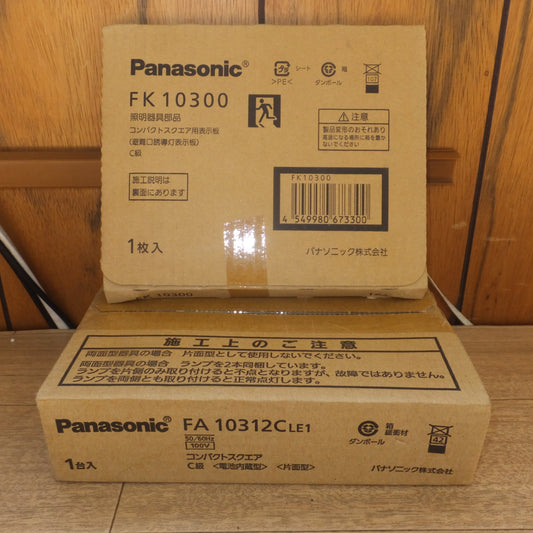 Panasonic®
FK10300
照明器具部品
コンパクトスクエア用表示板
(避難口誘導灯表示板)
C級
施工説明は
裏面にあります
1枚入
プラ
>PE<
シート
ダンボール
箱
102
⚠注意
製品変形のおそれあり
高温になる場所に箱を置かないでください
FK10300
4 549980 673300
パナソニック株式会社
FK10300
施工上のご注意
両面型器具の場合 片面型として使用しないでください。
両面型器具の場合 ランプを2本同梱しています。
ランプを片側のみ取り付けると不点となりますが、故障ではありません。
ランプを両側とも取り付けると正常点灯します。
Panasonic®
FA 10312CLE1
50/60Hz
100V
コンパクトスクエア
C級 <電池内蔵型> <片面型>
1台入
箱
緩衝材
ダンボール
42
パナソニック株式会社